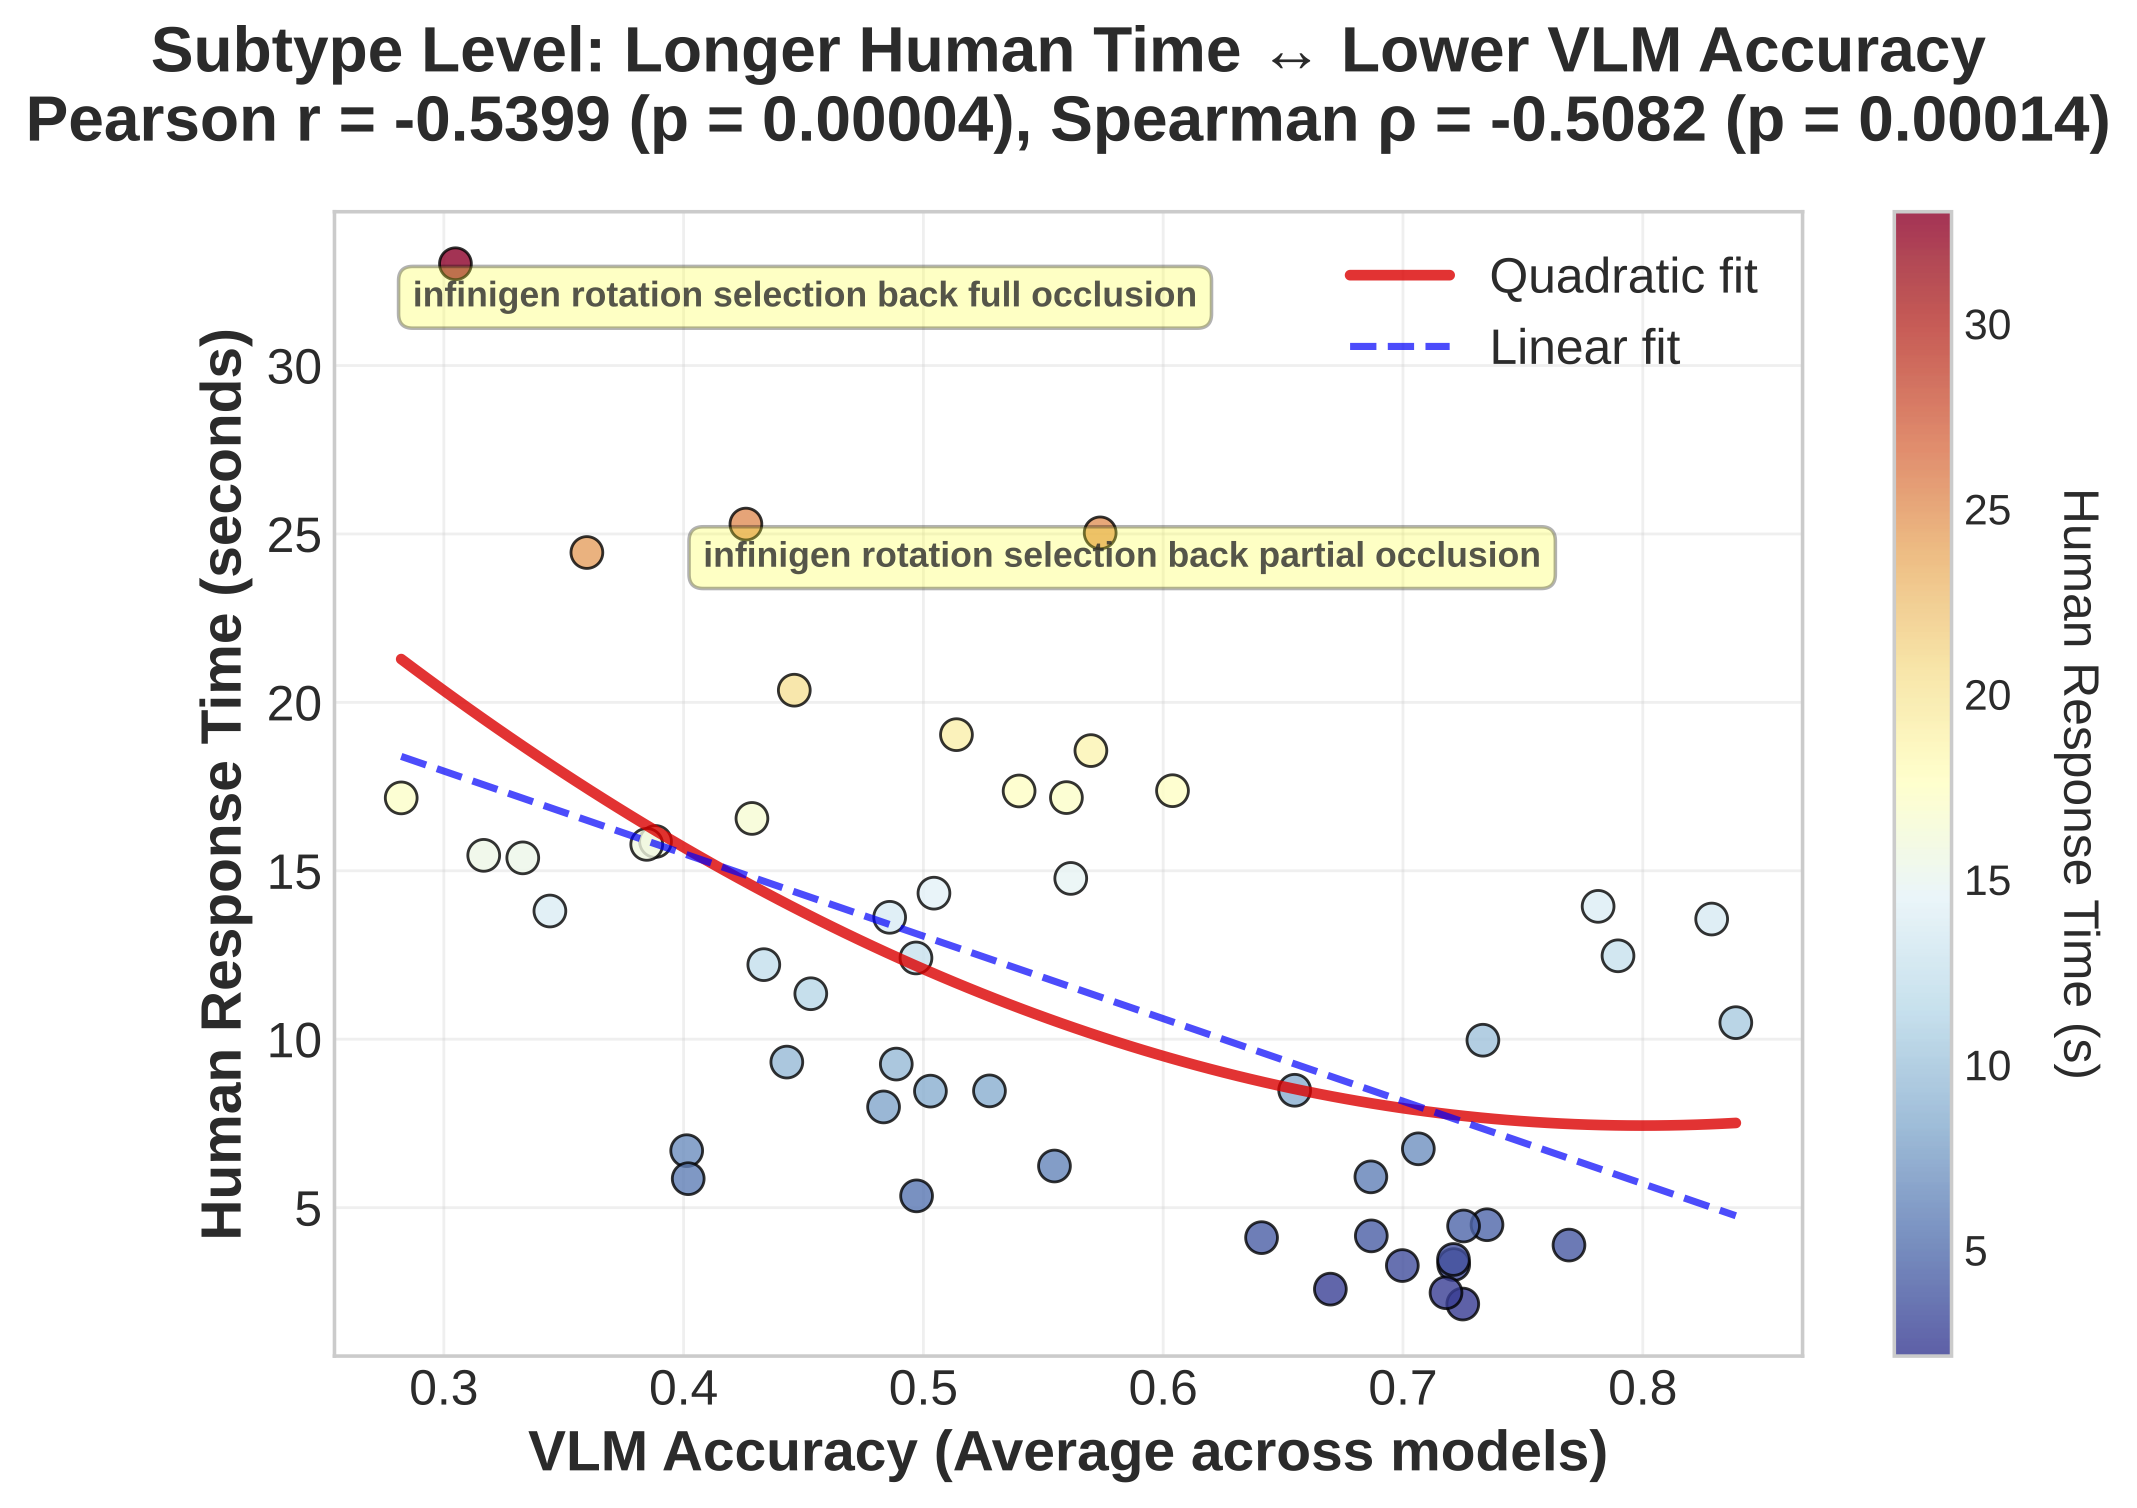 Subtype Level: Longer Human Time ↔ Lower VLM Accuracy
Pearson r = -0.5399 (p = 0.00004), Spearman ρ = -0.5082 (p = 0.00014)
infinigen rotation selection back full occlusion
infinigen rotation selection back partial occlusion
Quadratic fit
Linear fit
Human Response Time (seconds)
30
25
20
15
10
5
0.3 0.4 0.5 0.6 0.7 0.8
VLM Accuracy (Average across models)
30
25
20
15
10
5
Human Response Time (s)